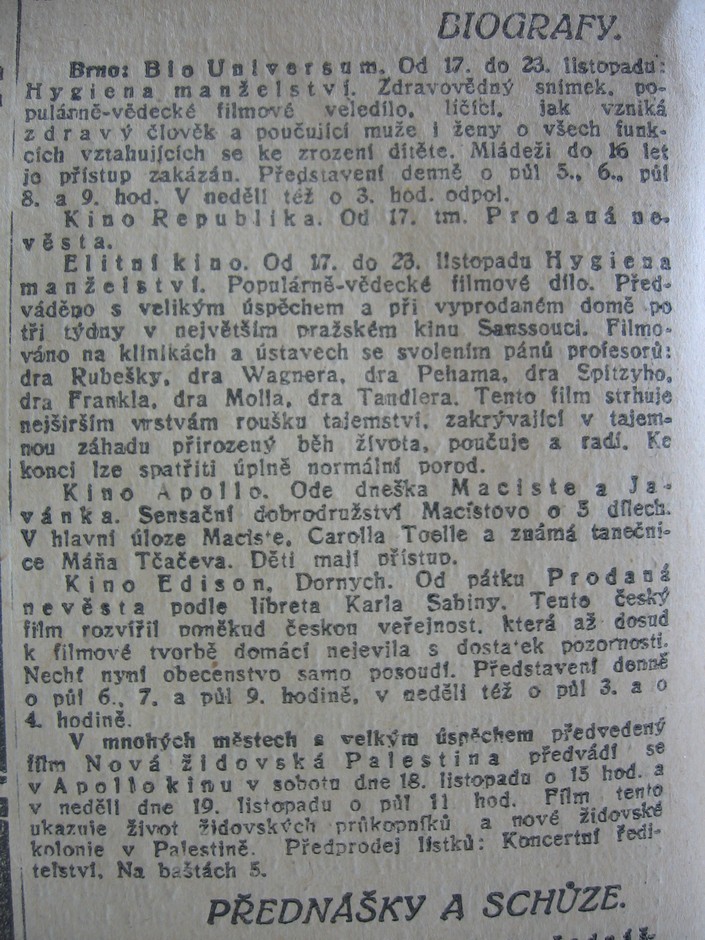 BIOGRAFY.
Brno: Bio Universum. Od 17. do 23. listopadu:
Hygiena manželství. Zdravovědný snímek, po-
pulárně-vědecké filmové veledílo, líčící, jak vzniká
zdravý člověk a poučující muže i ženy o všech funk-
cích vztahujících se ke zrození dítěte. Mládeži do 16 let
je přístup zakázán. Představení denně o půl 5., 6., půl
8. a 9. hod. V neděli též o 3. hod. odpol.
Kino Republika. Od 17. tm. Prodaná ne-
věsta.
Elitní kino. Od 17. do 23. listopadu Hygiena
manželství. Populárně-vědecké filmové dílo. Před-
váděno s velikým úspěchem a při vyprodaném domě po
tři týdny v největším pražském kinu Sanssouci. Filmo-
váno na klinikách a ústavech se svolením pánů profesorů:
dra Rubešky, dra Wagnera, dra Pehama, dra Spitzyho,
dra Frankla, dra Molla, dra Tandlera. Tento film strhuje
nejširším vrstvám roušku tajemství, zakrývající v tajem-
nou záhadu přirozený běh života, poučuje a radí. Ke
konci lze spatřiti úplně normální porod.
Kino Apollo. Ode dneška Maciste a Ja-
vánka. Sensační dobrodružství Macistovo o 5 dílech.
V hlavní úloze Maciste, Carolla Toelle a známá taneční-
ce Máňa Tčačeva. Děti mají přístup.
Kino Edison, Dornych. Od pátku Prodaná
nevěsta podle libreta Karla Sabiny. Tento český
film rozvířil poněkud českou veřejnost, která až dosud
k filmové tvorbě domácí nejevila s dostatek pozornosti.
Nechť nyní obecenstvo samo posoudí. Představení denně
o půl 6., 7. a půl 9. hodině, v neděli též o půl 3. a o
4. hodině.
V mnohých městech s velkým úspěchem předvedený
film Nová židovská Palestina předvádí se
v Apollokinu v sobotu dne 18. listopadu o 15 hod. a
v neděli dne 19. listopadu o půl 11 hod. Film tento
ukazuje život židovských průkopníků a nové židovské
kolonie v Palestině. Předprodej lístků: Koncertní ředi-
telství, Na baštách 5.
PŘEDNÁŠKY A SCHŮZE.